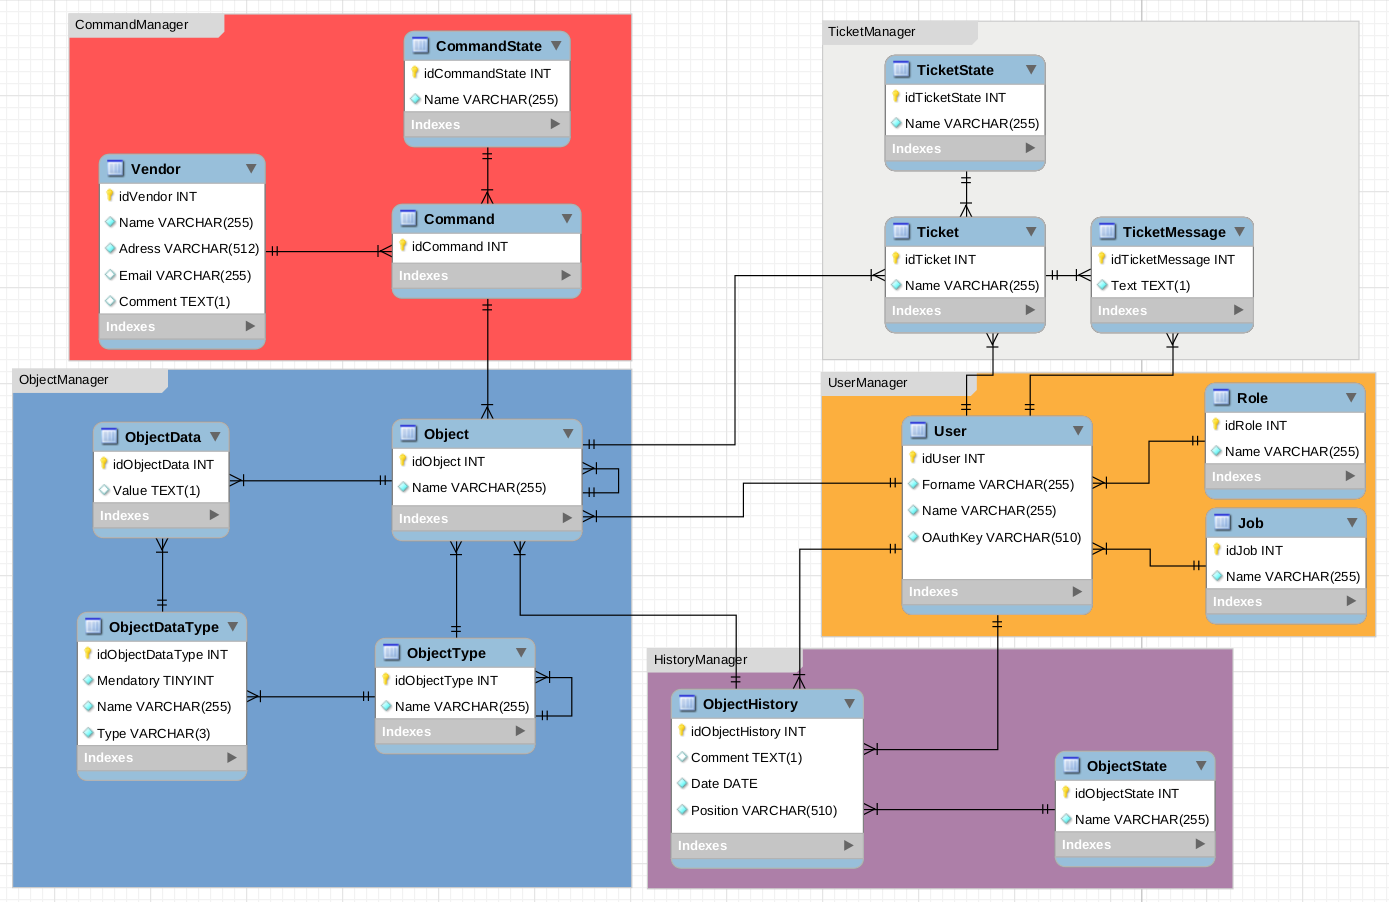 CommandManager
CommandState
idCommandState INT
Name VARCHAR(255)
Indexes
Vendor
idVendor INT
Name VARCHAR(255)
Adress VARCHAR(512)
Email VARCHAR(255)
Comment TEXT(1)
Indexes
Command
idCommand INT
Indexes
TicketManager
TicketState
idTicketState INT
Name VARCHAR(255)
Indexes
Ticket
idTicket INT
Name VARCHAR(255)
Indexes
TicketMessage
idTicketMessage INT
Text TEXT(1)
Indexes
ObjectManager
ObjectData
idObjectData INT
Value TEXT(1)
Indexes
Object
idObject INT
Name VARCHAR(255)
Indexes
ObjectDataType
idObjectDataType INT
Mendatory TINYINT
Name VARCHAR(255)
Type VARCHAR(3)
Indexes
ObjectType
idObjectType INT
Name VARCHAR(255)
Indexes
UserManager
User
idUser INT
Forname VARCHAR(255)
Name VARCHAR(255)
OAuthKey VARCHAR(510)
Indexes
Role
idRole INT
Name VARCHAR(255)
Indexes
Job
idJob INT
Name VARCHAR(255)
Indexes
HistoryManager
ObjectHistory
idObjectHistory INT
Comment TEXT(1)
Date DATE
Position VARCHAR(510)
Indexes
ObjectState
idObjectState INT
Name VARCHAR(255)
Indexes